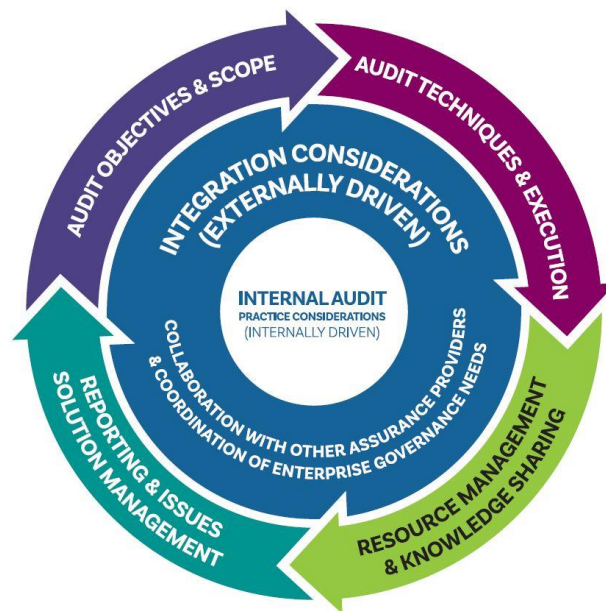 AUDIT OBJECTIVES & SCOPE
AUDIT TECHNIQUES & EXECUTION
RESOURCE MANAGEMENT
& KNOWLEDGE SHARING
REPORTING & ISSUES
SOLUTION MANAGEMENT
INTEGRATION CONSIDERATIONS
(EXTERNALLY DRIVEN)
INTERNAL AUDIT
PRACTICE CONSIDERATIONS
(INTERNALLY DRIVEN)
COLLABORATION WITH OTHER ASSURANCE PROVIDERS
& COORDINATION OF ENTERPRISE GOVERNANCE NEEDS